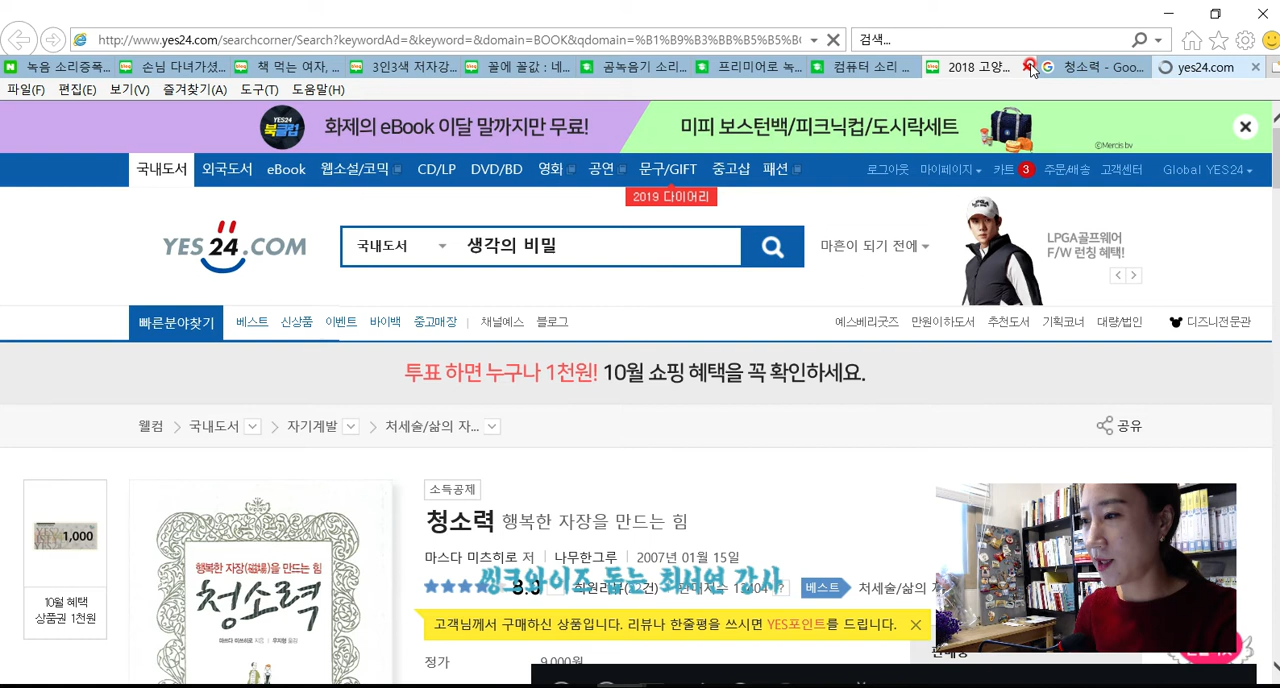 http://www.yes24.com/searchcorner/Search?keywordAd=&keyword=&domain=BOOK&qdomain=%B1%B9%B3%BB%B5%B5%B(
검색...
녹음 소리증폭...
손님 다녀가셨...
책 먹는 여자,...
3인3색 저자강...
꼴에 꼴값 : 네...
곰녹음기 소리...
프리미어로 녹...
컴퓨터 소리 ...
2018 고양...
청소력 - Goo...
yes24.com
파일(F) 편집(E) 보기(V) 즐겨찾기(A) 도구(T) 도움말(H)
YES24 북클럽 화제의 eBook 이달 말까지만 무료!
미피 보스턴백/피크닉컵/도시락세트
©Mercis bv
국내도서 외국도서 eBook 웹소설/코믹 CD/LP DVD/BD 영화 공연 문구/GIFT 중고샵 패션
로그아웃 마이페이지 카트 3 주문/배송 고객센터 Global YES24
2019 다이어리
YES24.COM
국내도서 생각의 비밀
마흔이 되기 전에
LPGA골프웨어
F/W 런칭 혜택!
빠른분야찾기 베스트 신상품 이벤트 바이백 중고매장 | 채널예스 블로그
예스베리굿즈 만원이하도서 추천도서 기획코너 대량/법인 디즈니전문관
투표 하면 누구나 1천원! 10월 쇼핑 혜택을 꼭 확인하세요.
웰컴 > 국내도서 > 자기계발 > 처세술/삶의 자...
공유
1,000
10월 혜택
상품권 1천원
행복한 자장(磁場)을 만드는 힘
청소력
소득공제
청소력 행복한 자장을 만드는 힘
마스다 미츠히로 저 | 나무한그루 | 2007년 01월 15일
베스트 처세술/삶의
고객님께서 구매하신 상품입니다. 리뷰나 한줄평을 쓰시면 YES포인트를 드립니다.
정가 9,000원